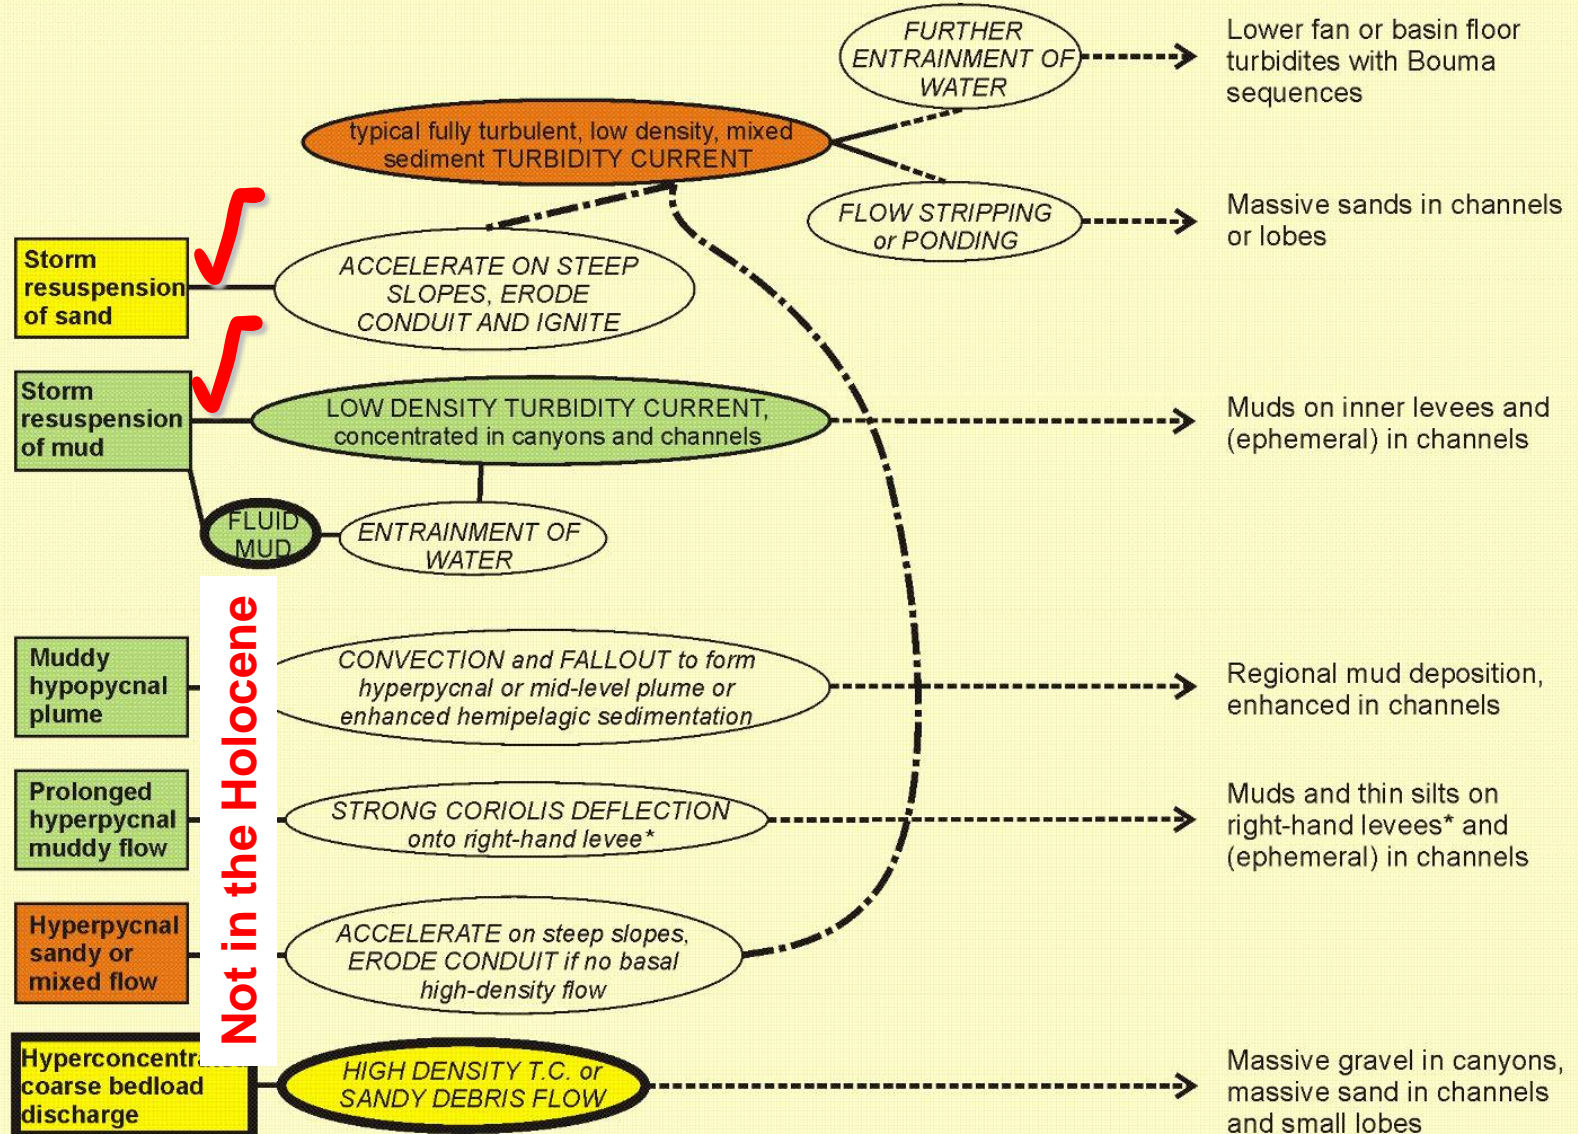 FURTHER
ENTRAINMENT OF
WATER
Lower fan or basin floor
turbidites with Bouma
sequences
typical fully turbulent, low density, mixed
sediment TURBIDITY CURRENT
FLOW STRIPPING
or PONDING
Massive sands in channels
or lobes
Storm
resuspension
of sand
ACCELERATE ON STEEP
SLOPES, ERODE
CONDUIT AND IGNITE
Storm
resuspension
of mud
LOW DENSITY TURBIDITY CURRENT,
concentrated in canyons and channels
Muds on inner levees and
(ephemeral) in channels
FLUID
MUD
ENTRAINMENT OF
WATER
Not in the Holocene
Muddy
hypopycnal
plume
CONVECTION and FALLOUT to form
hyperpycnal or mid-level plume or
enhanced hemipelagic sedimentation
Regional mud deposition,
enhanced in channels
Prolonged
hyperpycnal
muddy flow
STRONG CORIOLIS DEFLECTION
onto right-hand levee*
Muds and thin silts on
right-hand levees* and
(ephemeral) in channels
Hyperpycnal
sandy or
mixed flow
ACCELERATE on steep slopes,
ERODE CONDUIT if no basal
high-density flow
coarse bedload
discharge
HIGH DENSITY T.C. or
SANDY DEBRIS FLOW
Massive gravel in canyons,
massive sand in channels
and small lobes